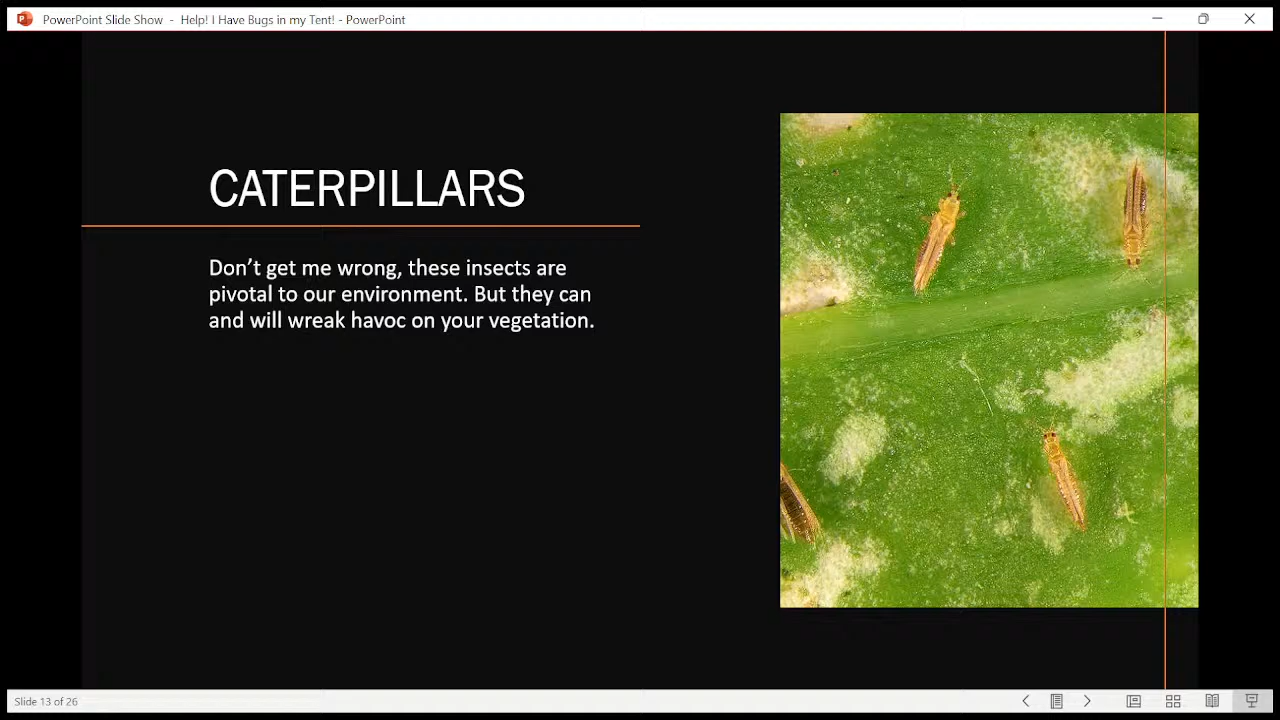 PowerPoint Slide Show - Help! I Have Bugs in my Tent! - PowerPoint
CATERPILLARS
Don’t get me wrong, these insects are
pivotal to our environment. But they can
and will wreak havoc on your vegetation.
Slide 13 of 26